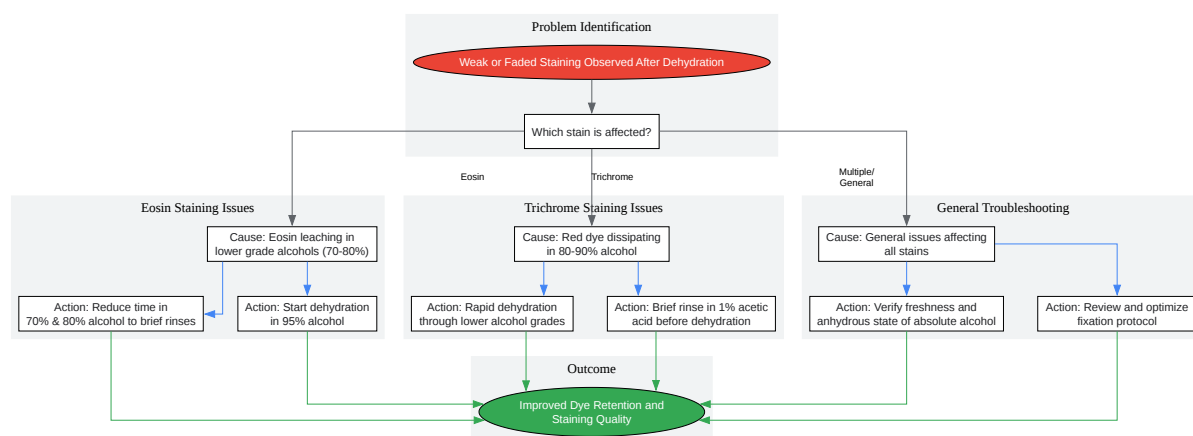 Problem Identification
Weak or Faded Staining Observed After Dehydration
Which stain is affected?
Eosin
Trichrome
Multiple/
General
Eosin Staining Issues
Cause: Eosin leaching in
lower grade alcohols (70-80%)
Action: Reduce time in
70% & 80% alcohol to brief rinses
Action: Start dehydration
in 95% alcohol
Trichrome Staining Issues
Cause: Red dye dissipating
in 80-90% alcohol
Action: Rapid dehydration
through lower alcohol grades
Action: Brief rinse in 1% acetic
acid before dehydration
General Troubleshooting
Cause: General issues affecting
all stains
Action: Verify freshness and
anhydrous state of absolute alcohol
Action: Review and optimize
fixation protocol
Outcome
Improved Dye Retention and
Staining Quality